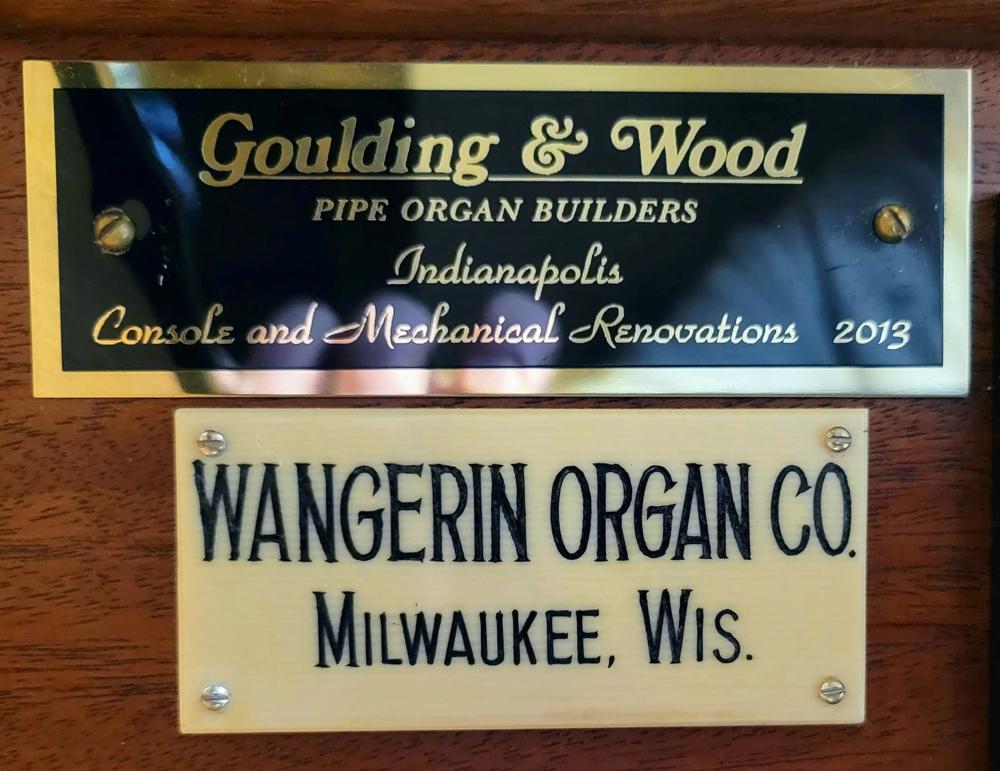 Goulding & Wood
PIPE ORGAN BUILDERS
Indianapolis
Console and Mechanical Renovations 2013
WANGERIN ORGAN CO.
MILWAUKEE, WIS.